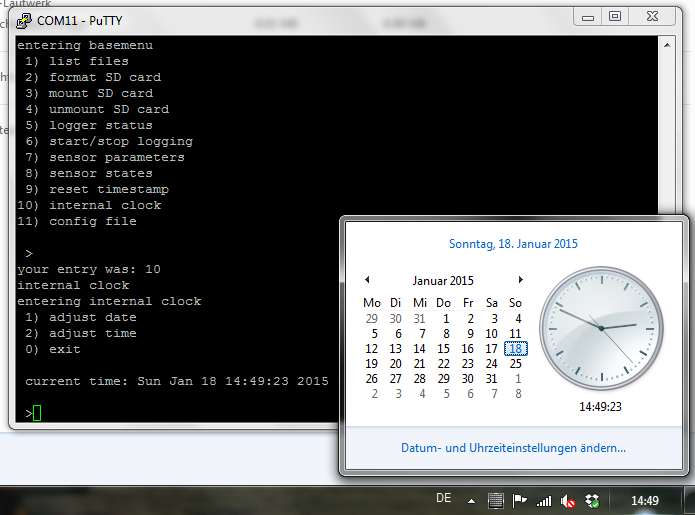 -Laufwerk
COM11 - PuTTY
entering basemenu
1) list files
2) format SD card
3) mount SD card
4) unmount SD card
5) logger status
6) start/stop logging
7) sensor parameters
8) sensor states
9) reset timestamp
10) internal clock
11) config file
>
your entry was: 10
internal clock
entering internal clock
1) adjust date
2) adjust time
0) exit
current time: Sun Jan 18 14:49:23 2015
>
Sonntag, 18. Januar 2015
Januar 2015
Mo Di Mi Do Fr Sa So
29 30 31 1 2 3 4
5 6 7 8 9 10 11
12 13 14 15 16 17 18
19 20 21 22 23 24 25
26 27 28 29 30 31 1
2 3 4 5 6 7 8
14:49:23
Datum- und Uhrzeiteinstellungen ändern...
DE
14:49